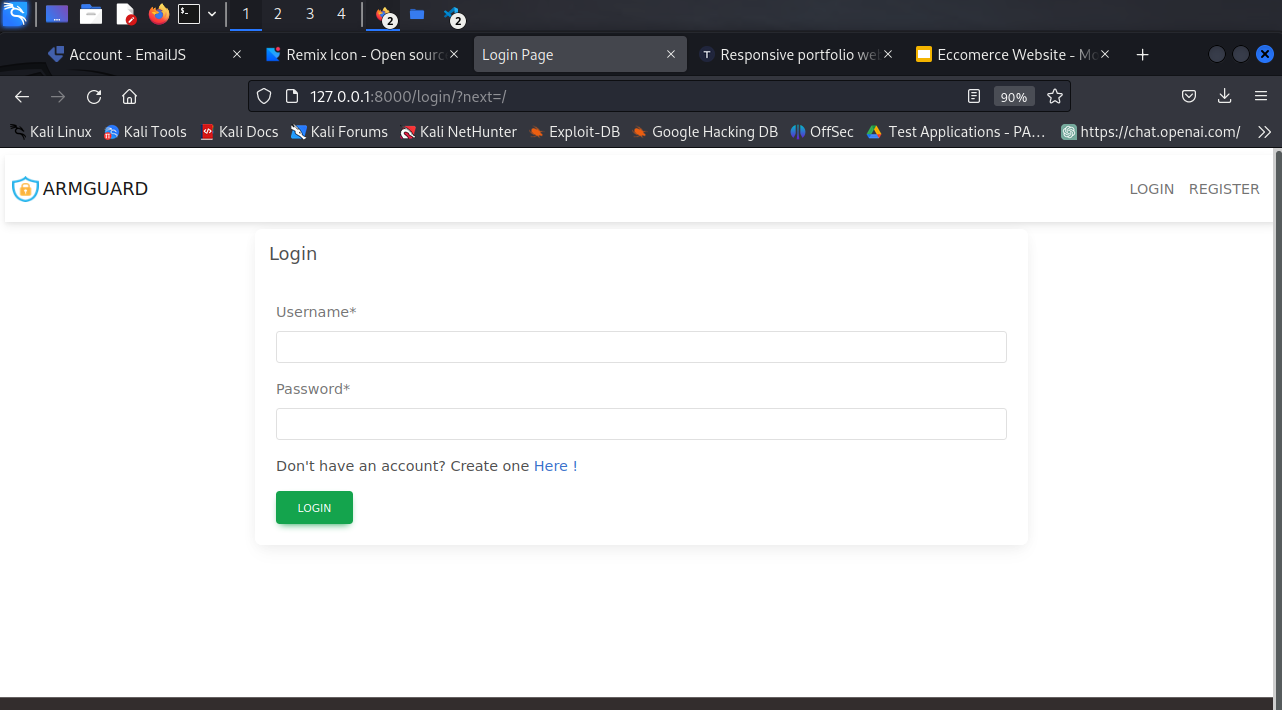 1 2 3 4 2 2
Account - EmailJS Remix Icon - Open sourc Login Page Responsive portfolio we Eccomerce Website - Mo
127.0.0.1:8000/login/?next=/ 90%
Kali Linux Kali Tools Kali Docs Kali Forums Kali NetHunter Exploit-DB Google Hacking DB OffSec Test Applications - PA... https://chat.openai.com/
ARMGUARD LOGIN REGISTER
Login
Username*
Password*
Don't have an account? Create one Here !
LOGIN